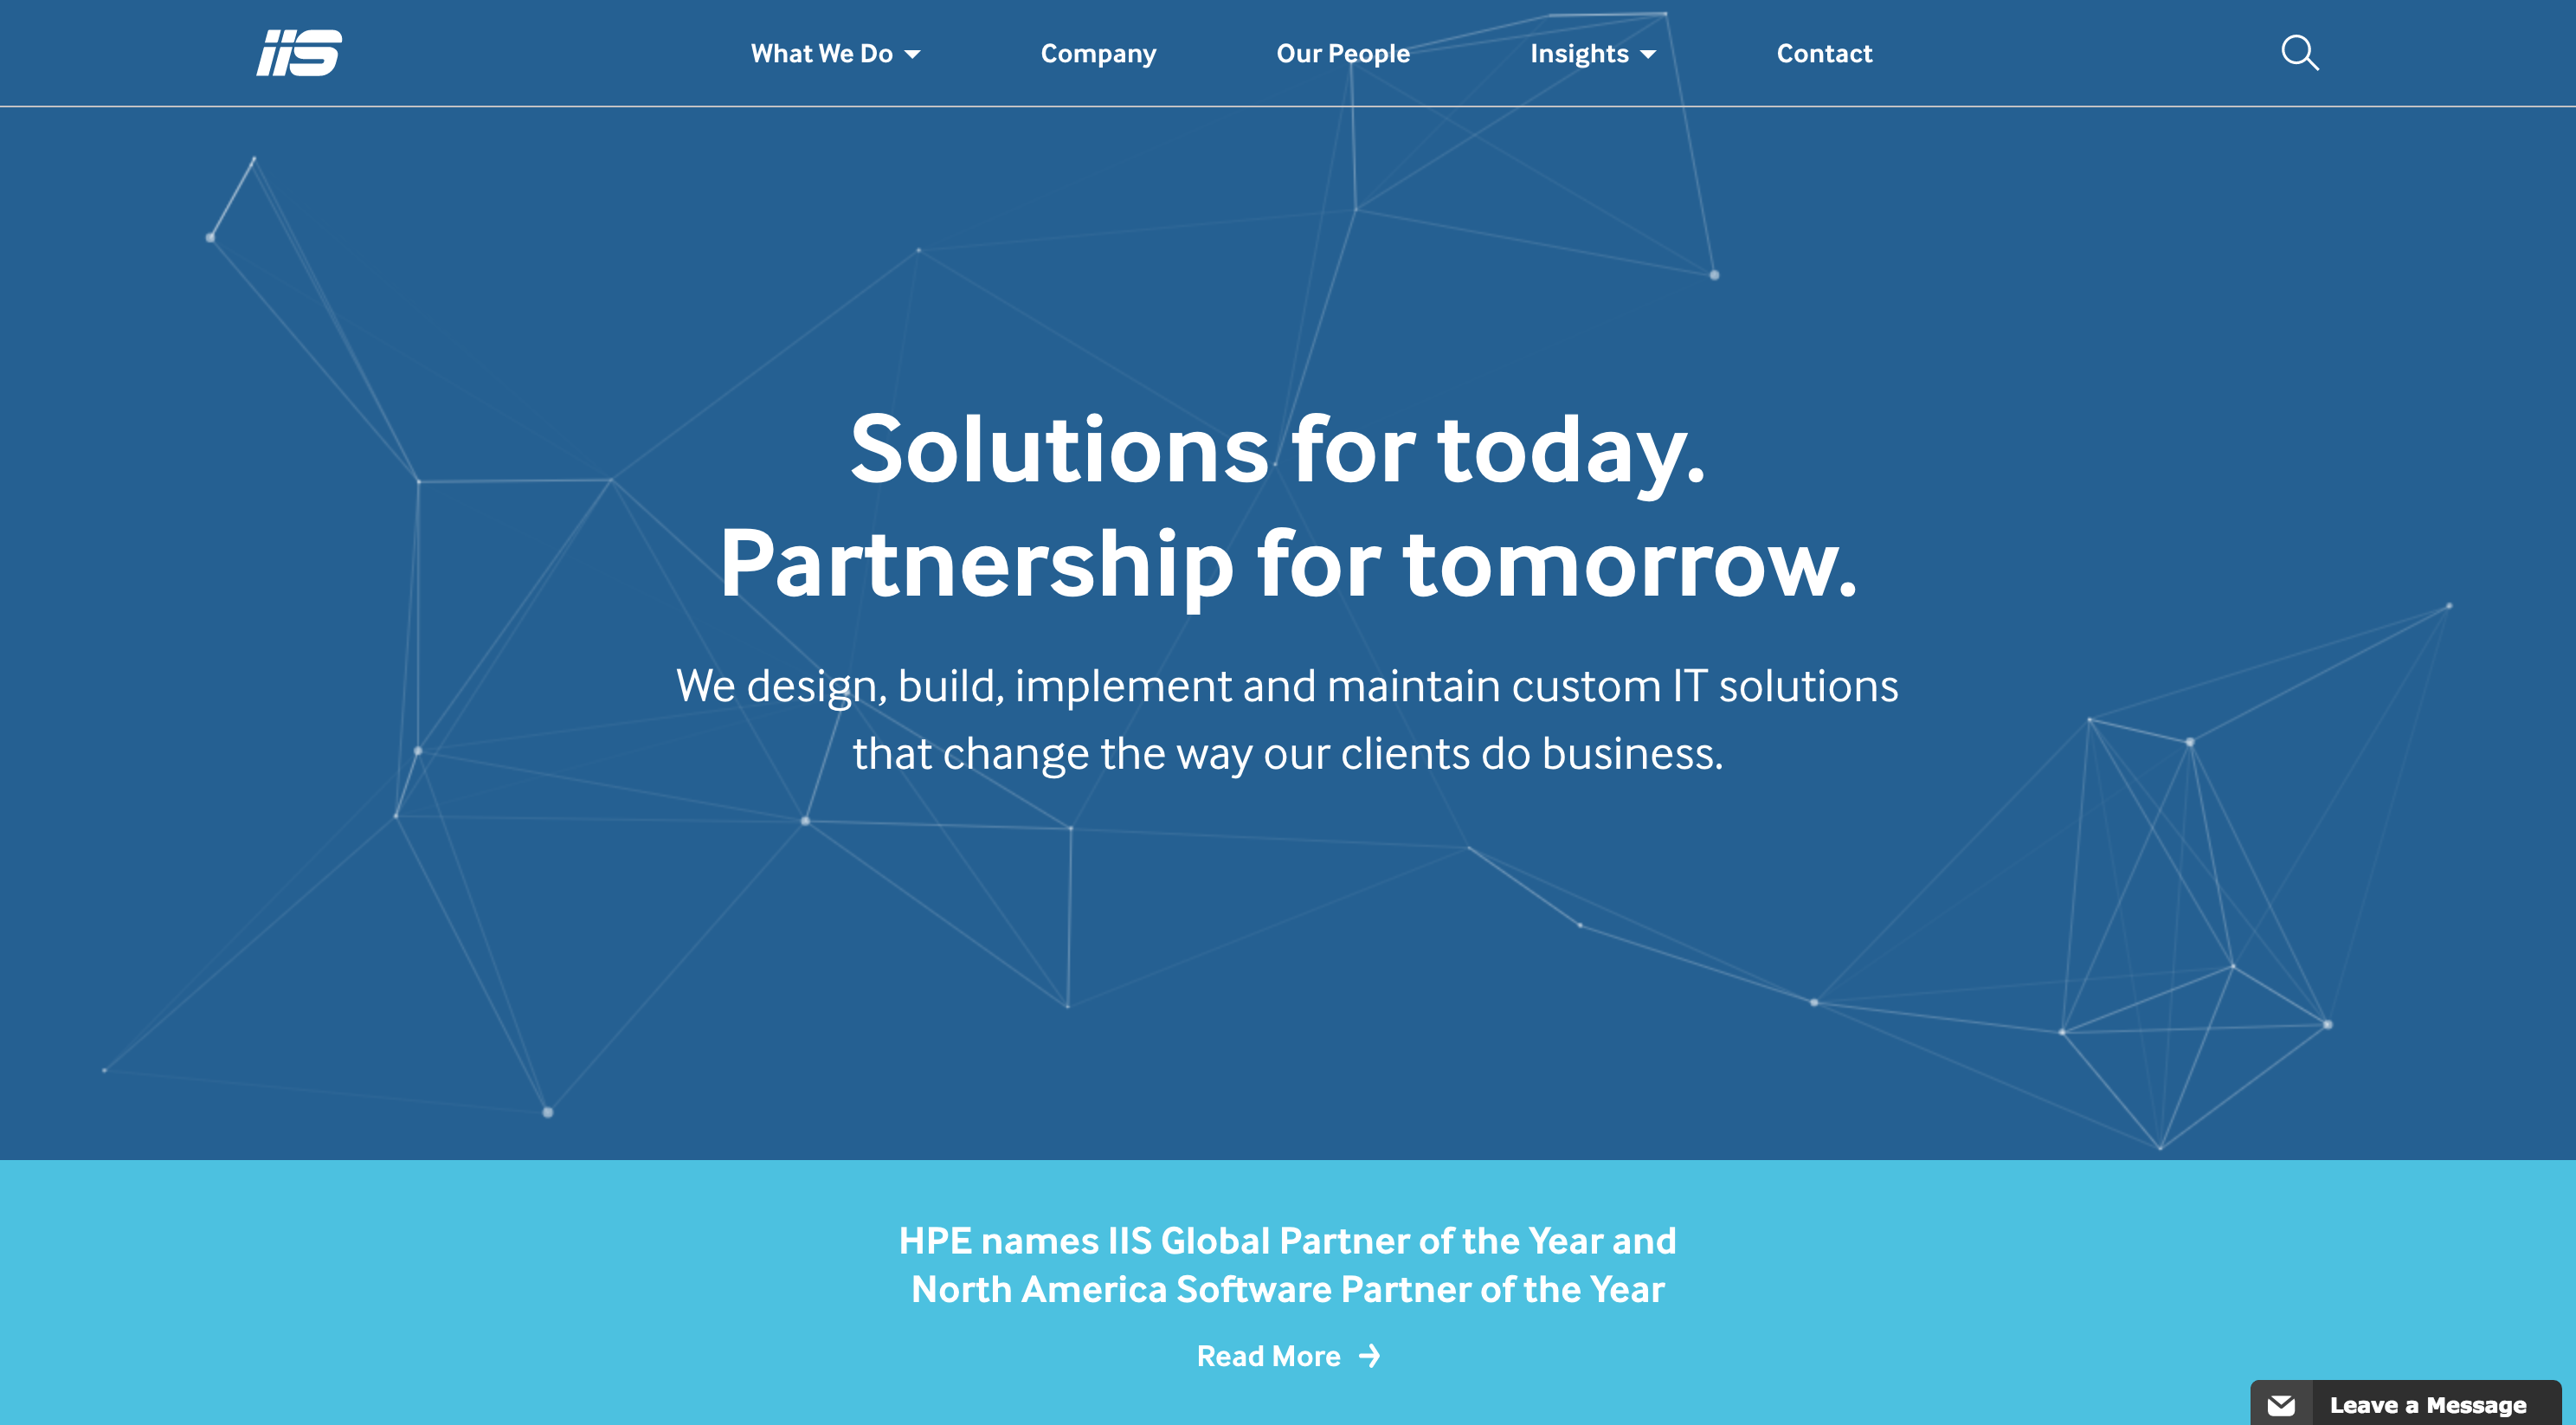 iis
What We Do
Company
Our People
Insights
Contact
Solutions for today.
Partnership for tomorrow.
We design, build, implement and maintain custom IT solutions
that change the way our clients do business.
HPE names IIS Global Partner of the Year and
North America Software Partner of the Year
Read More
Leave a Message